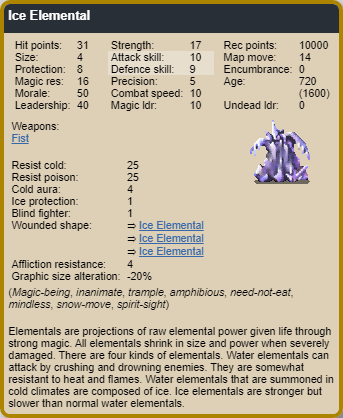 Ice Elemental
Hit points: 31 Strength: 17 Rec points: 10000
Size: 4 Attack skill: 10 Map move: 14
Protection: 8 Defence skill: 9 Encumbrance: 0
Magic res: 16 Precision: 5 Age: 720
Morale: 50 Combat speed: 10 (1600)
Leadership: 40 Magic ldr: 10 Undead ldr: 0
Weapons:
Fist
Resist cold: 25
Resist poison: 25
Cold aura: 4
Ice protection: 1
Blind fighter: 1
Wounded shape: ⇒ Ice Elemental
⇒ Ice Elemental
⇒ Ice Elemental
Affliction resistance: 4
Graphic size alteration: -20%
(Magic-being, inanimate, trample, amphibious, need-not-eat,
mindless, snow-move, spirit-sight)
Elementals are projections of raw elemental power given life through
strong magic. All elementals shrink in size and power when severely
damaged. There are four kinds of elementals. Water elementals can
attack by crushing and drowning enemies. They are somewhat
resistant to heat and flames. Water elementals that are summoned in
cold climates are composed of ice. Ice elementals are stronger but
slower than normal water elementals.